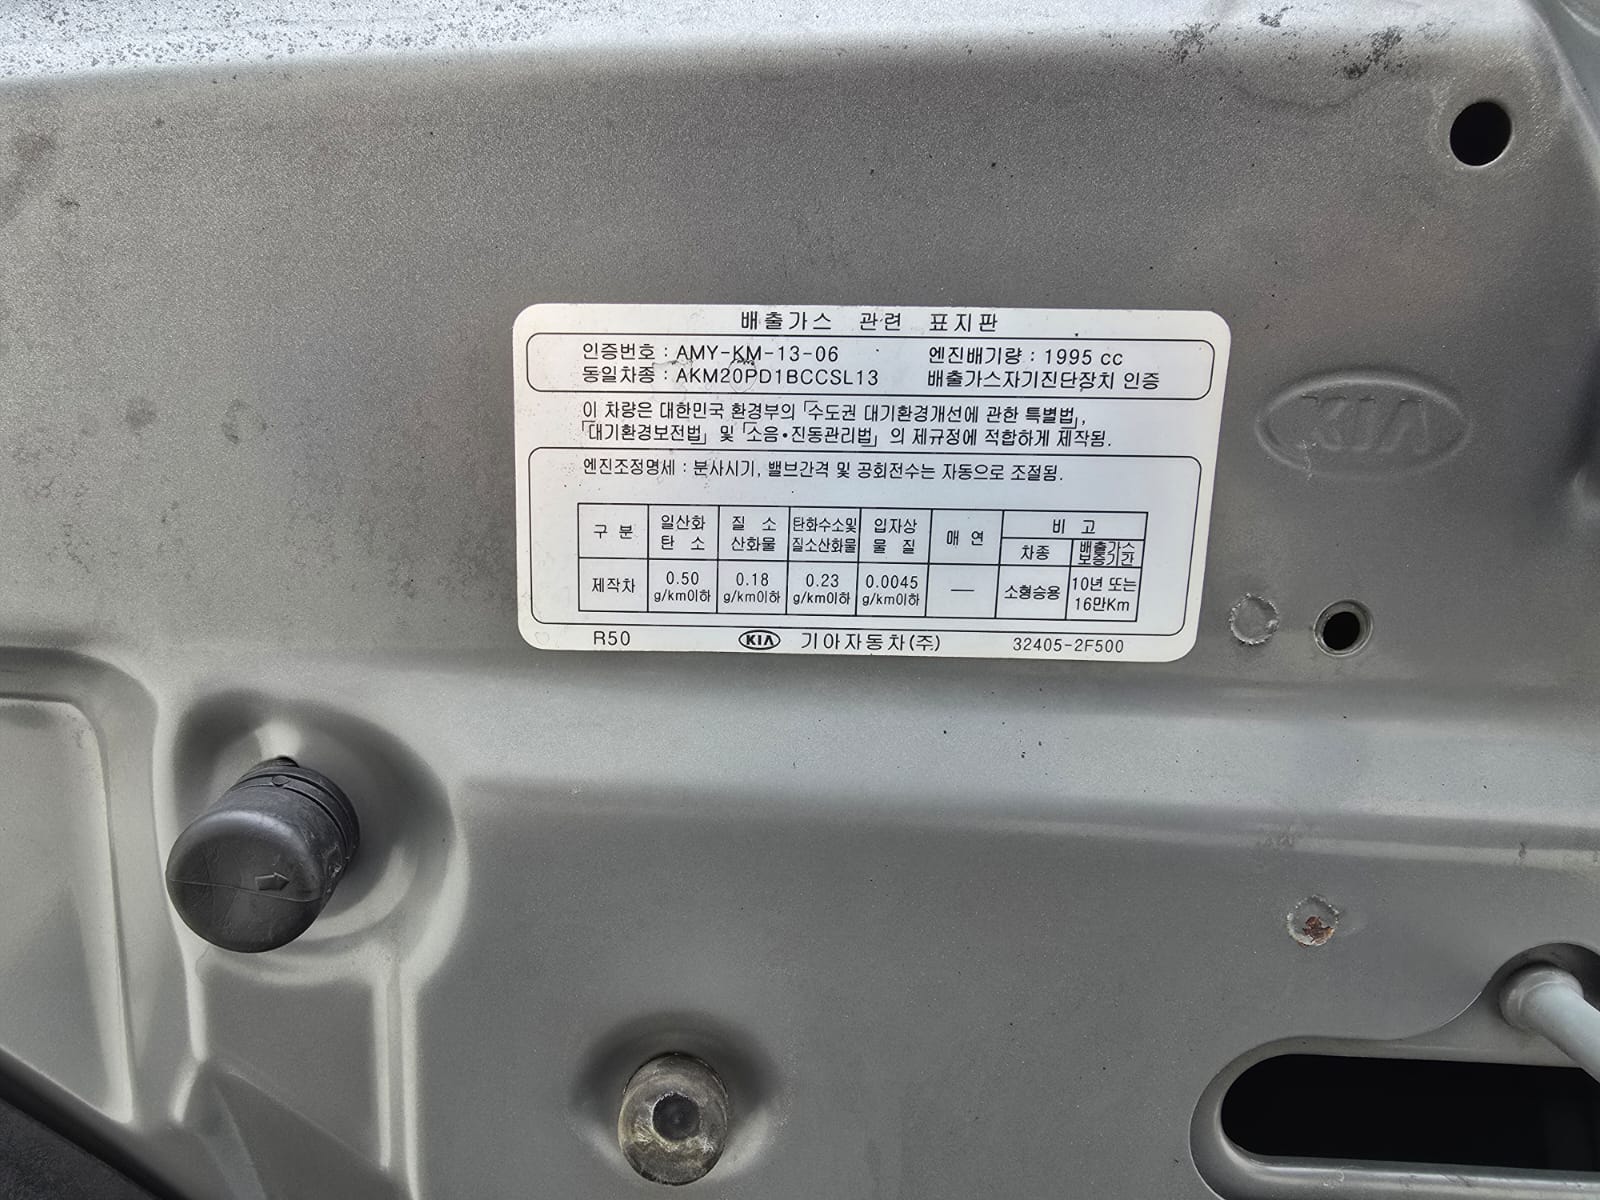 배출가스 관련 표지판
인증번호 : AMY-KM-13-06 엔진배기량 : 1995 cc
동일차종 : AKM20PD1BCCSL13 배출가스자기진단장치 인증
이 차량은 대한민국 환경부의 「수도권 대기환경개선에 관한 특별법」,
「대기환경보전법」 및 「소음•진동관리법」 의 제규정에 적합하게 제작됨.
엔진조정명세 : 분사시기, 밸브간격 및 공회전수는 자동으로 조절됨.
구 분 일산화 탄 소 질 소 산화물 탄화수소및 질소산화물 입자상 물 질 매 연 비 고
차종 배출가스 보증기간
제작차 0.50 g/km이하 0.18 g/km이하 0.23 g/km이하 0.0045 g/km이하 — 소형승용 10년 또는 16만Km
R50 KIA 기아자동차(주) 32405-2F500
KIA